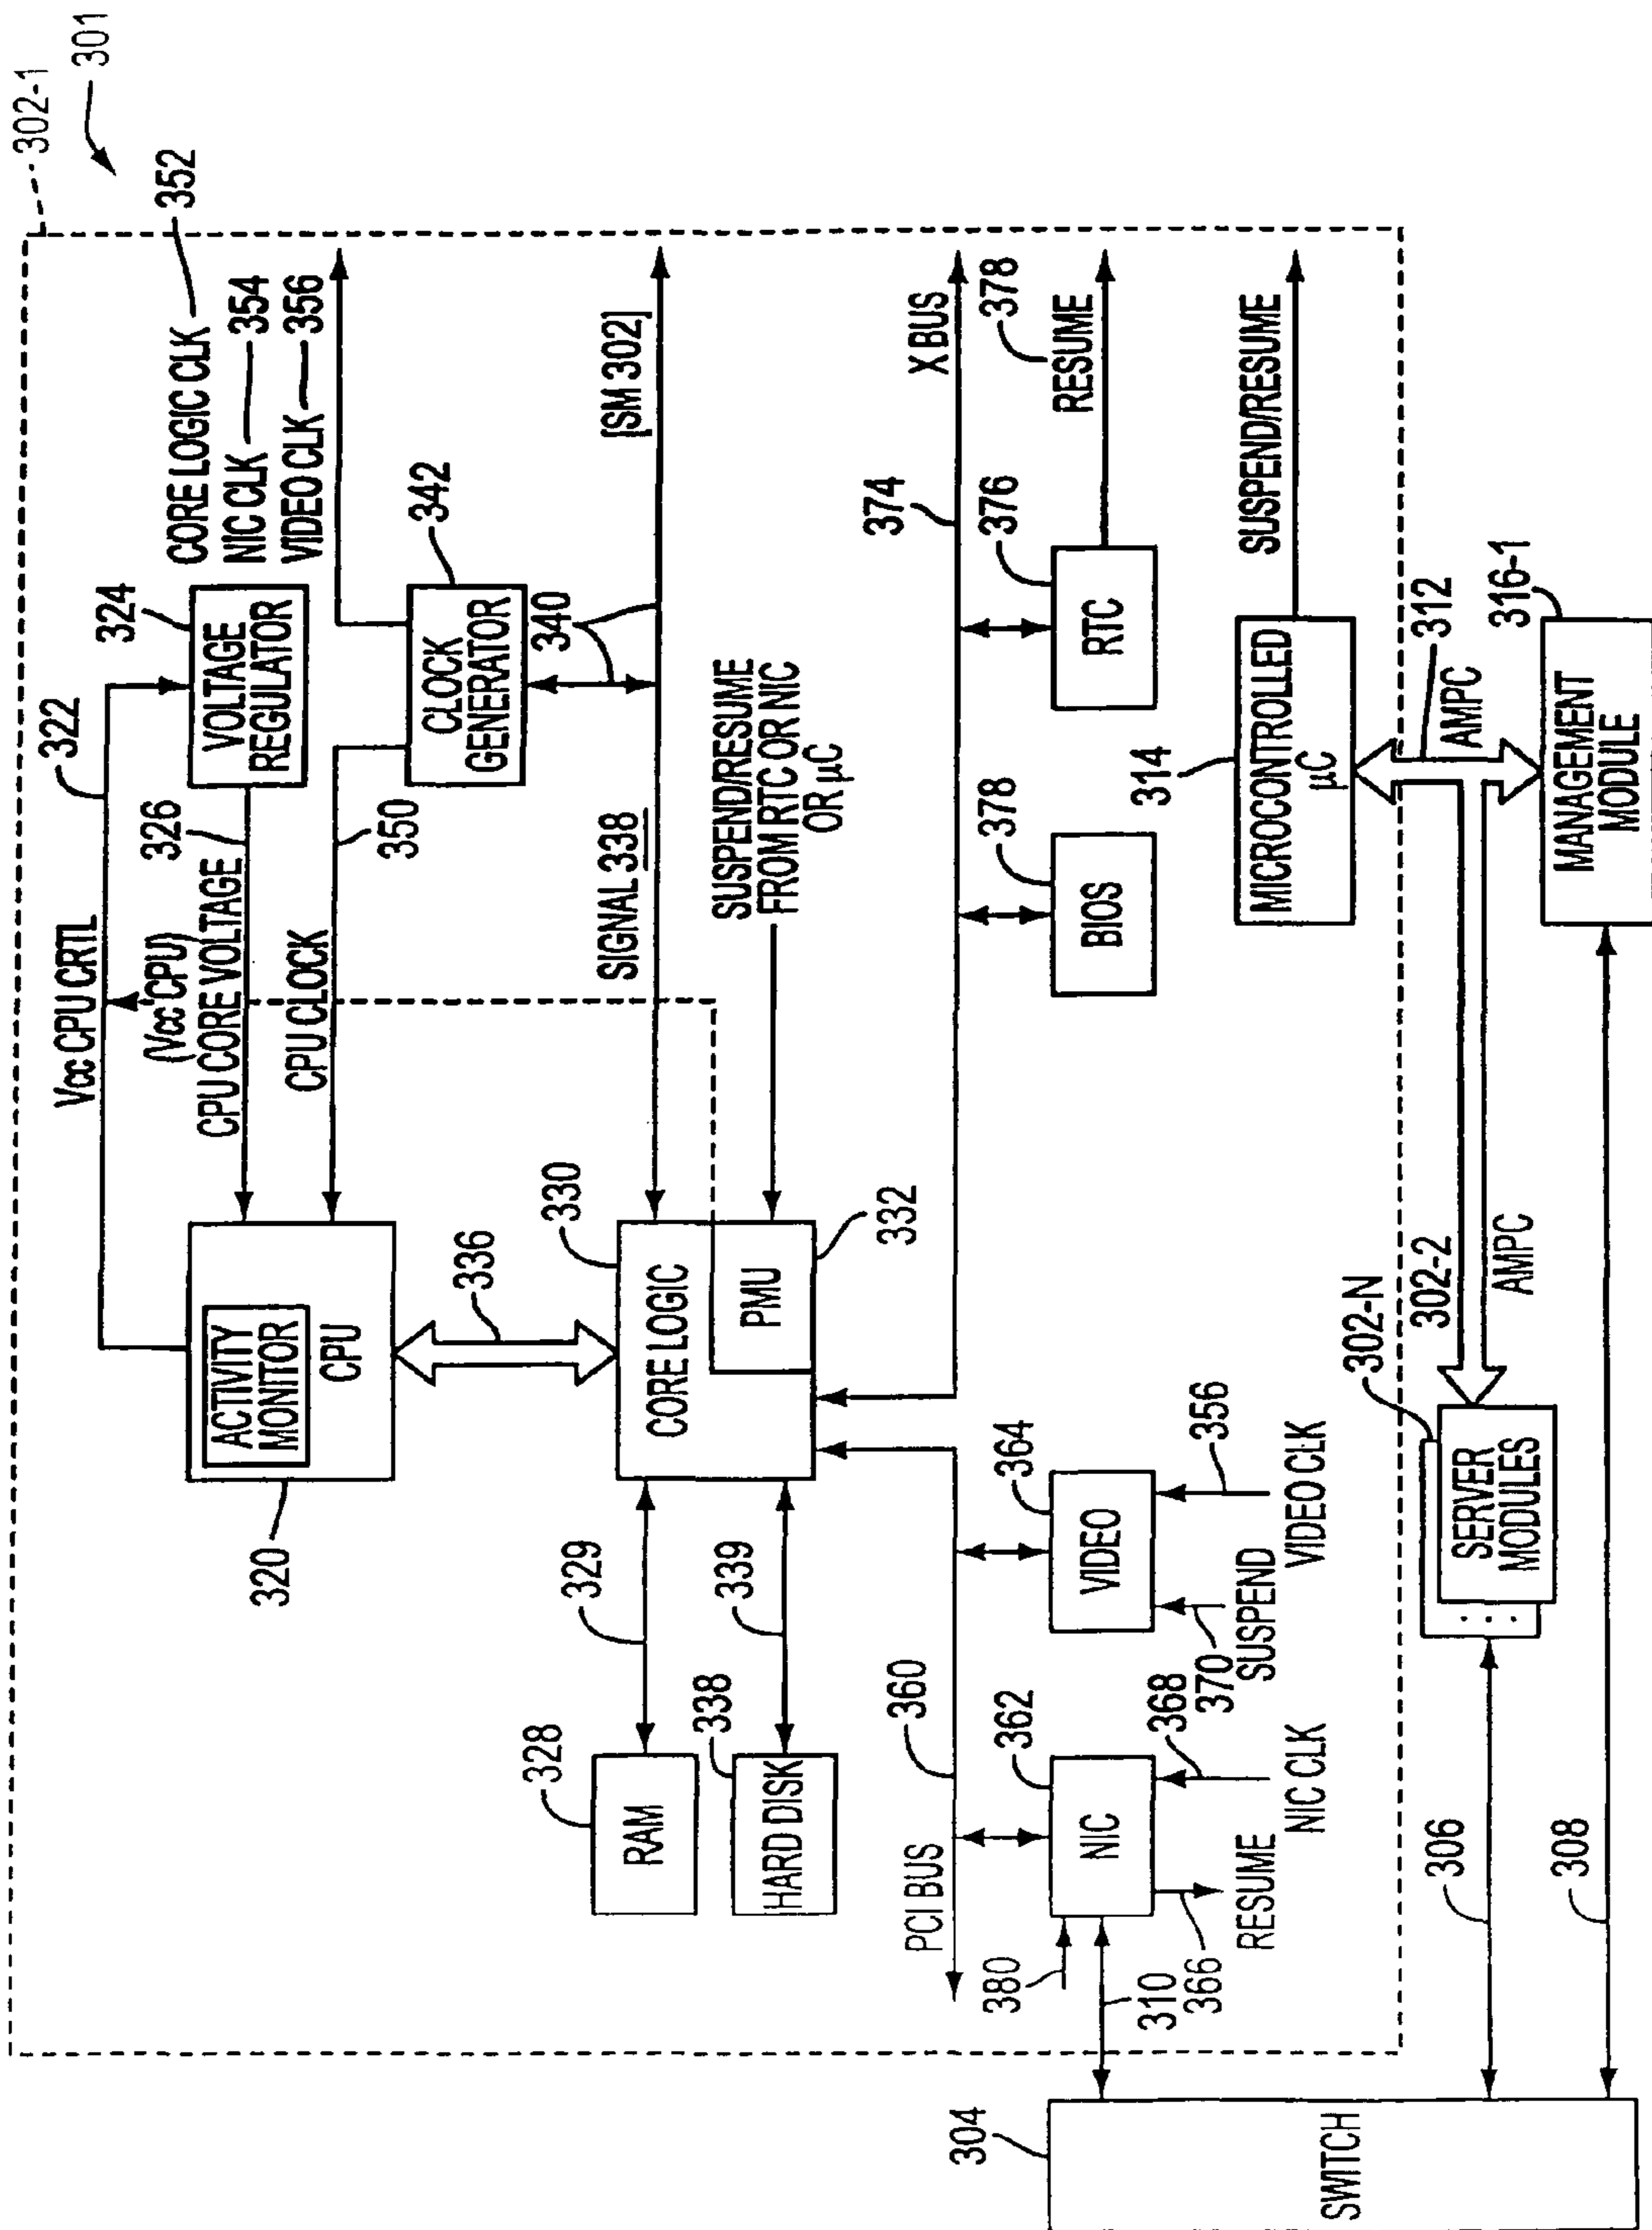 302-1
301
CORE LOGIC CLK
352
NIC CLK
354
VIDEO CLK
356
322
Vcc CPU CRTL
324
VOLTAGE
REGULATOR
326
(Vcc CPU)
CPU CORE VOLTAGE
350
CPU CLOCK
342
CLOCK
GENERATOR
340
[SM 302]
SIGNAL 338
ACTIVITY
MONITOR
CPU
320
336
330
CORE LOGIC
PMU
332
SUSPEND/RESUME
FROM RTC OR NIC
OR μC
328
RAM
329
338
HARD DISK
339
374
X BUS
376
RTC
378
RESUME
378
BIOS
PCI BUS
360
362
NIC
364
VIDEO
356
VIDEO CLK
370
SUSPEND
368
NIC CLK
366
RESUME
380
310
314
MICROCONTROLLED
μC
SUSPEND/RESUME
312
AMPC
316-1
MANAGEMENT
MODULE
302-2
AMPC
302-N
SERVER
MODULES
...
306
308
304
SWITCH